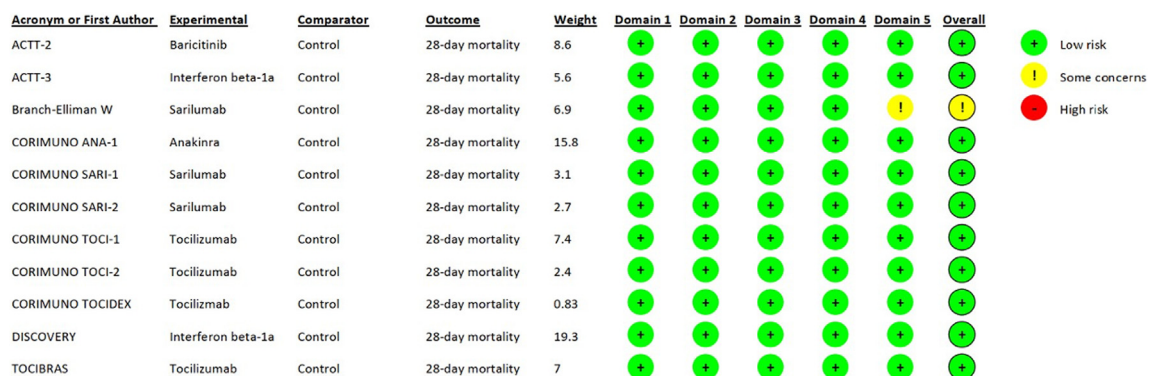 Acronym or First Author Experimental Comparator Outcome Weight Domain 1 Domain 2 Domain 3 Domain 4 Domain 5 Overall
ACTT-2 Baricitinib Control 28-day mortality 8.6 + + + + + + + Low risk
ACTT-3 Interferon beta-1a Control 28-day mortality 5.6 + + + + + + ! Some concerns
Branch-Elliman W Sarilumab Control 28-day mortality 6.9 + + + + ! ! - High risk
CORIMUNO ANA-1 Anakinra Control 28-day mortality 15.8 + + + + + +
CORIMUNO SARI-1 Sarilumab Control 28-day mortality 3.1 + + + + + +
CORIMUNO SARI-2 Sarilumab Control 28-day mortality 2.7 + + + + + +
CORIMUNO TOCI-1 Tocilizumab Control 28-day mortality 7.4 + + + + + +
CORIMUNO TOCI-2 Tocilizumab Control 28-day mortality 2.4 + + + + + +
CORIMUNO TOCIDEX Tocilizmab Control 28-day mortality 0.83 + + + + + +
DISCOVERY Interferon beta-1a Control 28-day mortality 19.3 + + + + + +
TOCIBRAS Tocilizumab Control 28-day mortality 7 + + + + + +